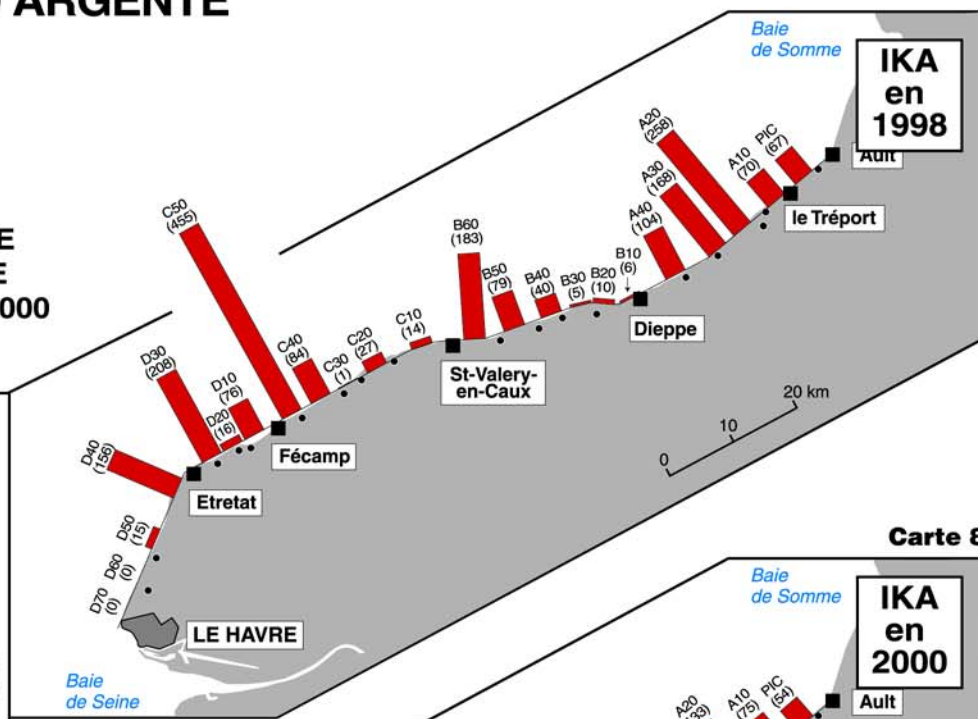 ARGENTE
E
E
000
Baie
de Somme
IKA
en
1998
Ault
PIC
(67)
A10
(70)
A20
(258)
A30
(168)
A40
(104)
le Tréport
B10
(6)
B20
(10)
B30
(5)
B40
(40)
B50
(79)
B60
(183)
Dieppe
C10
(14)
C20
(27)
C30
(1)
C40
(84)
C50
(455)
St-Valery-
en-Caux
Fécamp
D10
(76)
D20
(16)
D30
(208)
D40
(156)
Etretat
D50
(15)
D60
(0)
D70
(0)
LE HAVRE
Baie
de Seine
0 10 20 km
Carte 8
Baie
de Somme
IKA
en
2000
Ault
PIC
(54)
A10
(75)
A20